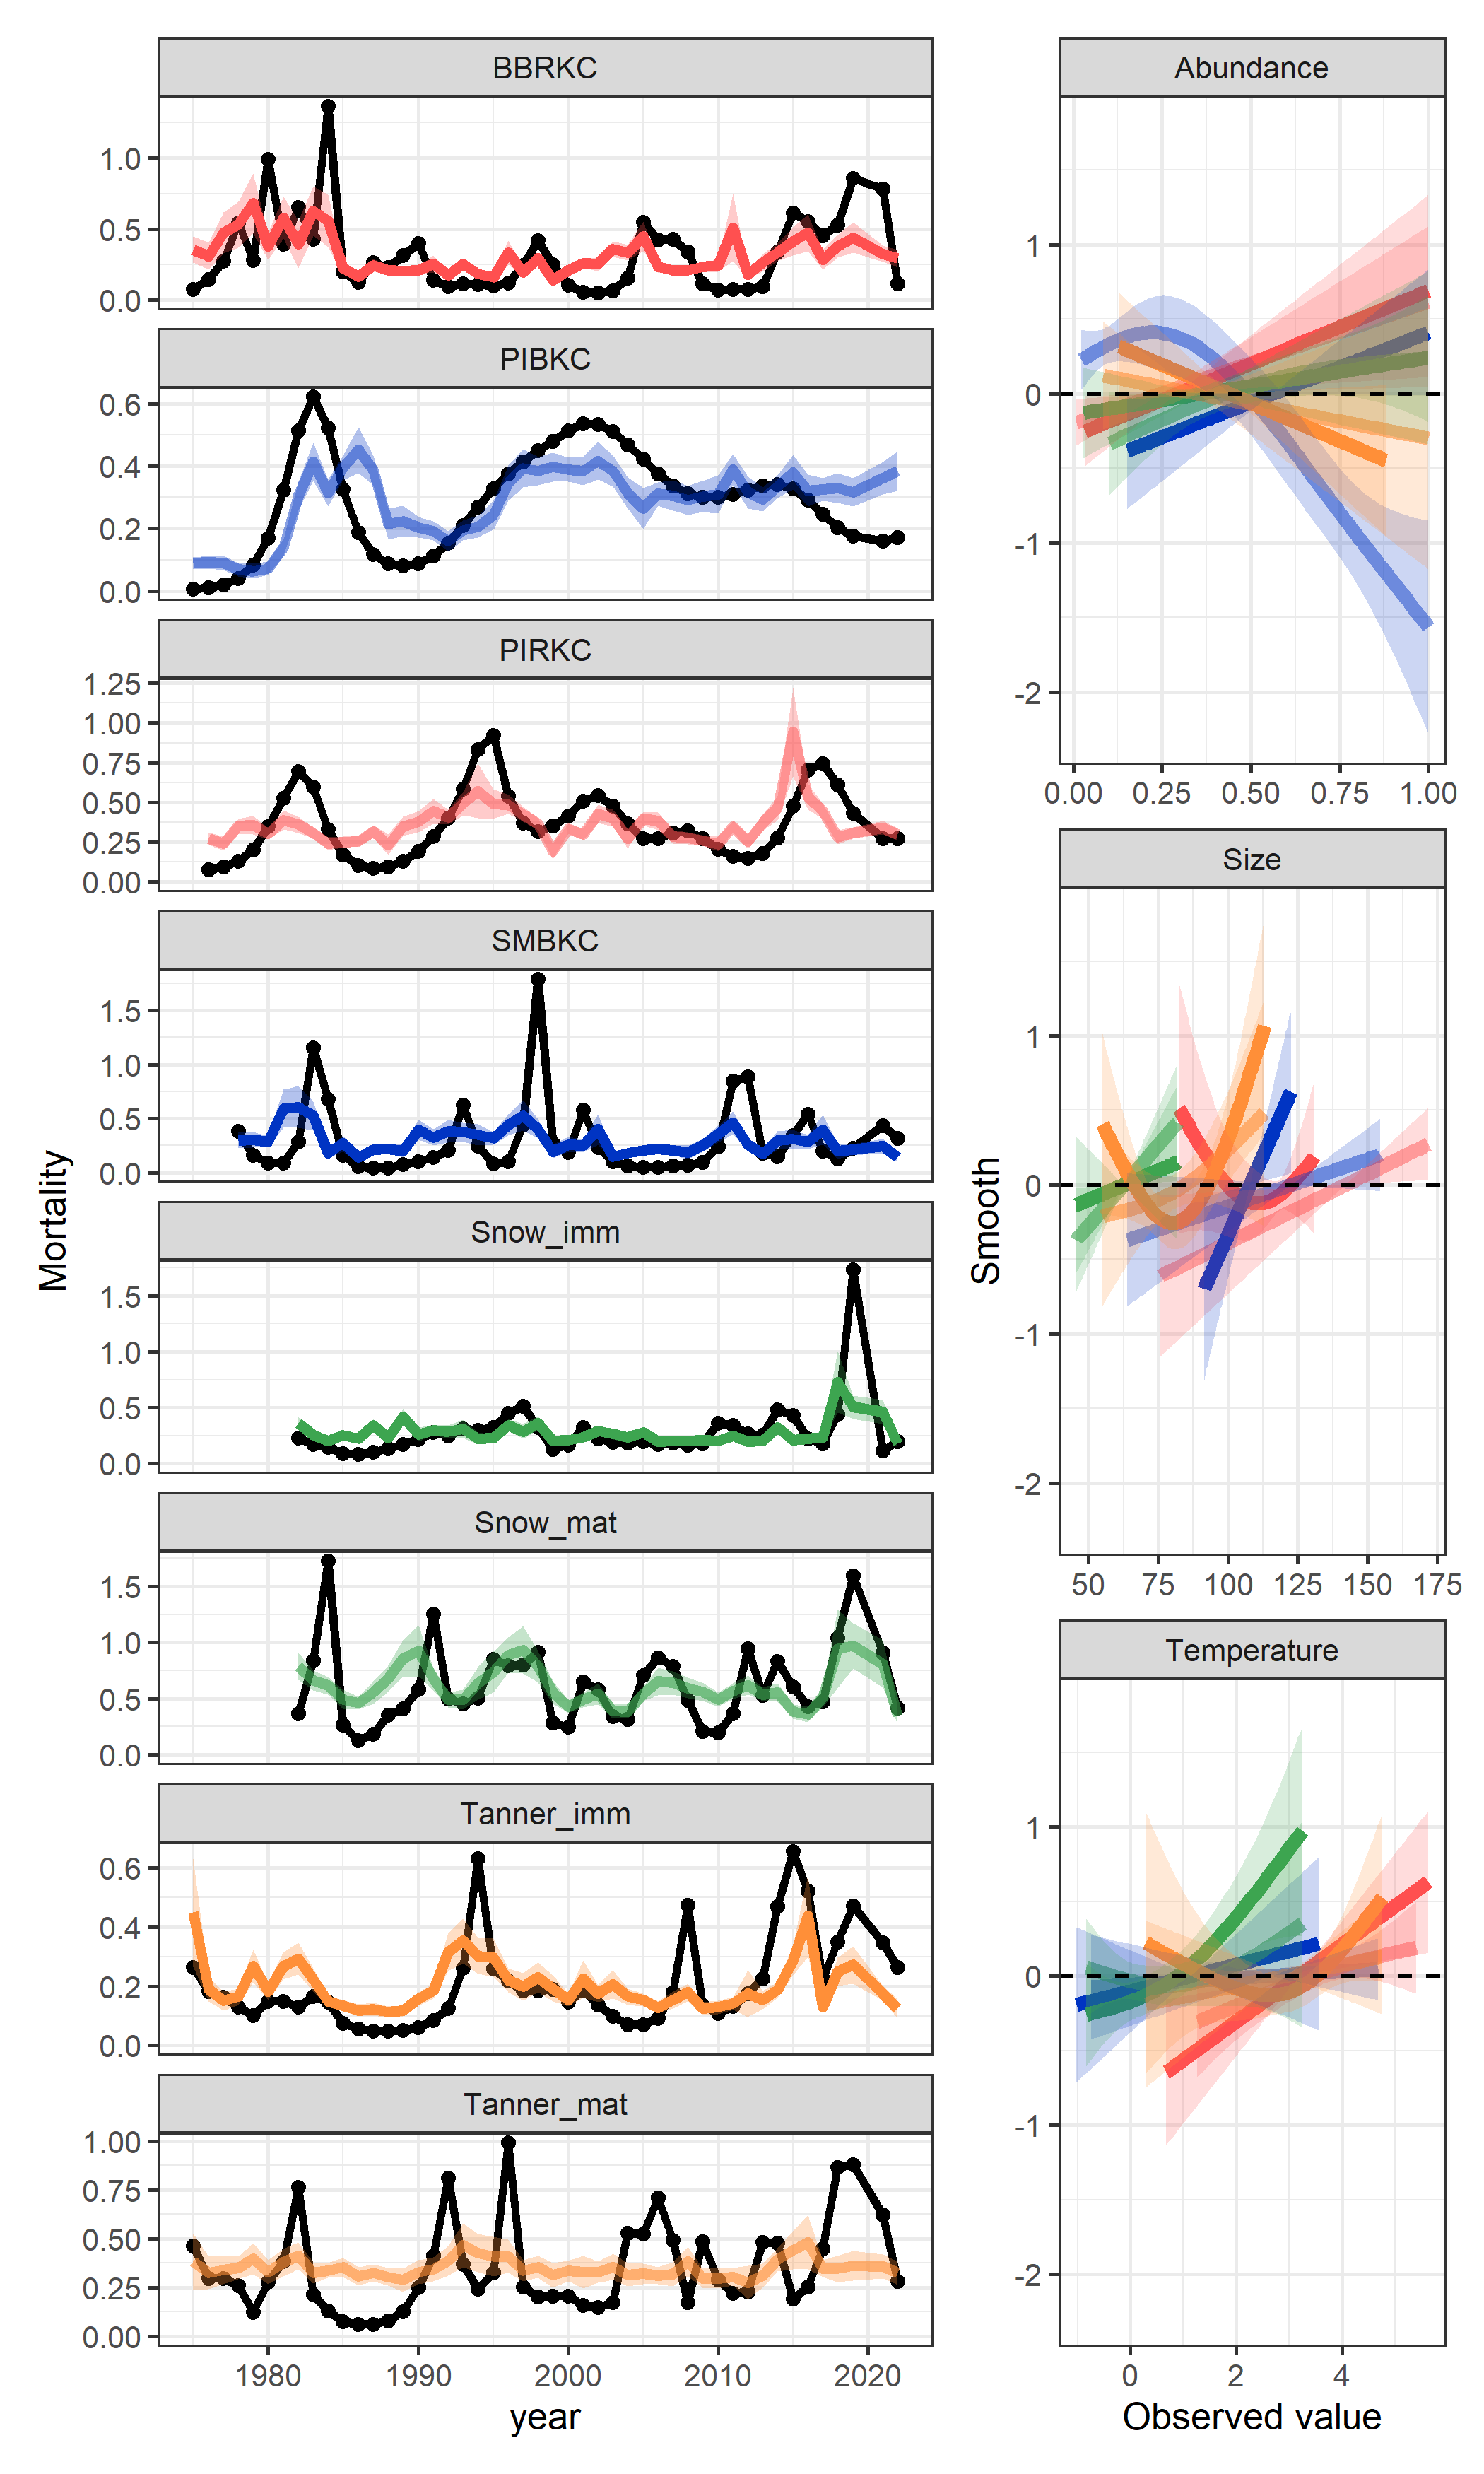 BBRKC
1.0
0.5
0.0
PIBKC
0.6
0.4
0.2
0.0
PIRKC
1.25
1.00
0.75
0.50
0.25
0.00
SMBKC
1.5
1.0
0.5
0.0
Snow_imm
1.5
1.0
0.5
0.0
Snow_mat
1.5
1.0
0.5
0.0
Tanner_imm
0.6
0.4
0.2
0.0
Tanner_mat
1.00
0.75
0.50
0.25
0.00
1980 1990 2000 2010 2020
year
Mortality
Abundance
1
0
-1
-2
0.00 0.25 0.50 0.75 1.00
Size
1
0
-1
-2
50 75 100 125 150 175
Temperature
1
0
-1
-2
0 2 4
Observed value
Smooth